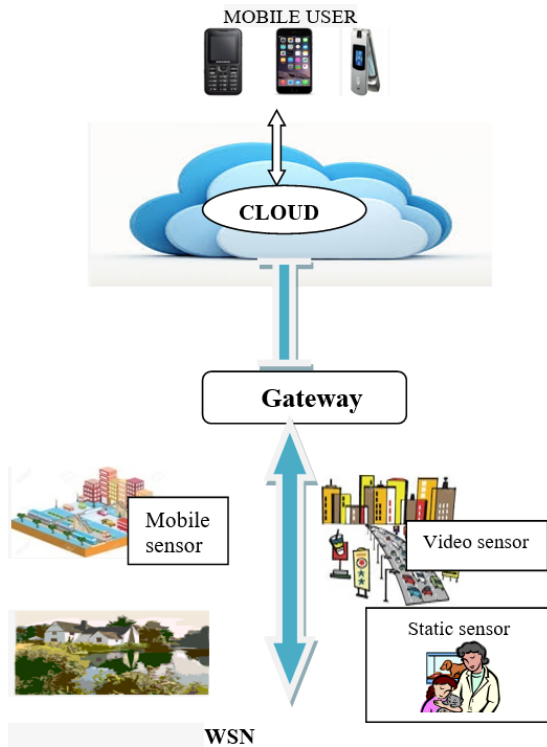 MOBILE USER
CLOUD
Gateway
Mobile
sensor
Video sensor
Static sensor
WSN